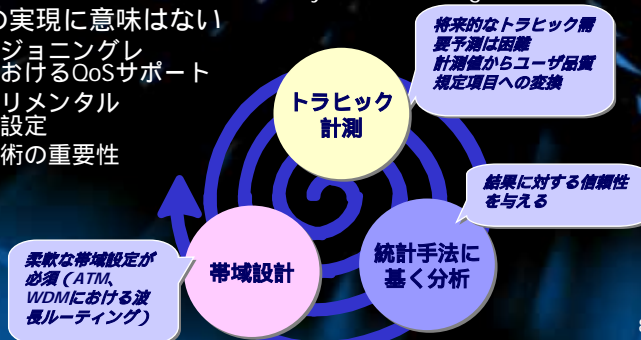 の実現に意味はない
ジョニングレ
おけるQoSサポート
リメンタル
設定
術の重要性
将来的なトラヒック需
要予測は困難
計測値からユーザ品質
規定項目への変換
トラヒック
計測
結果に対する信頼性
を与える
統計手法に
基く分析
帯域設計
柔軟な帯域設定が
必須（ATM、
WDMにおける波
長ルーティング）